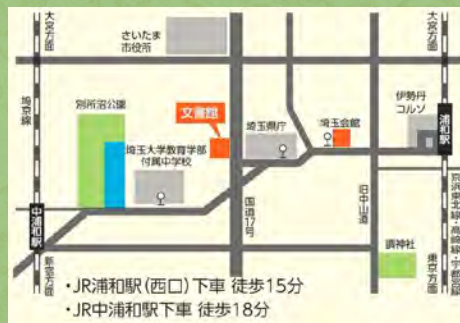 大宮方面
さいたま
市役所
大宮方面
埼京線
別所沼公園
文書館
伊勢丹
コルソ
浦和駅
埼玉大学教育学部
付属中学校
埼玉県庁
埼玉会館
中浦和駅
国道17号
旧中山道
調神社
京浜東北線・高崎線・宇都宮線
新宿方面
東京方面
・JR浦和駅(西口)下車 徒歩15分
・JR中浦和駅下車 徒歩18分